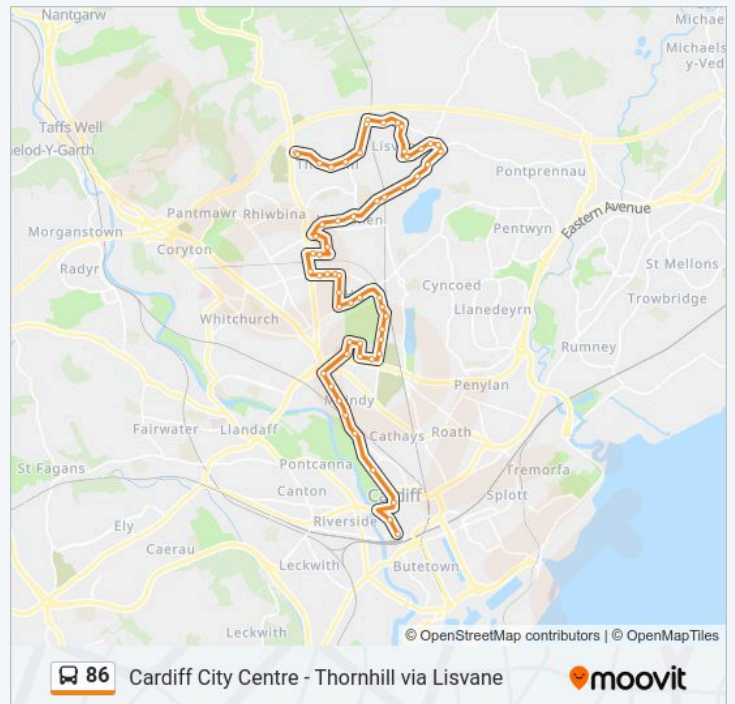 Nantgarw
Michae
Michaels
y-Ved
Taffs Well
elod-Y-Garth
Lisv
Pontprennau
Pantmawr
Rhiwbina
Eastern Avenue
Morganstown
Coryton
Pentwyn
Radyr
St Mellons
Cyncoed
Trowbridge
Llanedeyrn
Whitchurch
Rumney
Penylan
Fairwater
Llandaff
Cathays
Roath
St Fagans
Pontcanna
Tremorfa
Canton
Cardiff
Splott
Ely
Riverside
Caerau
Leckwith
Butetown
Leckwith
© OpenStreetMap contributors | © OpenMapTiles
86 Cardiff City Centre - Thornhill via Lisvane
moovit